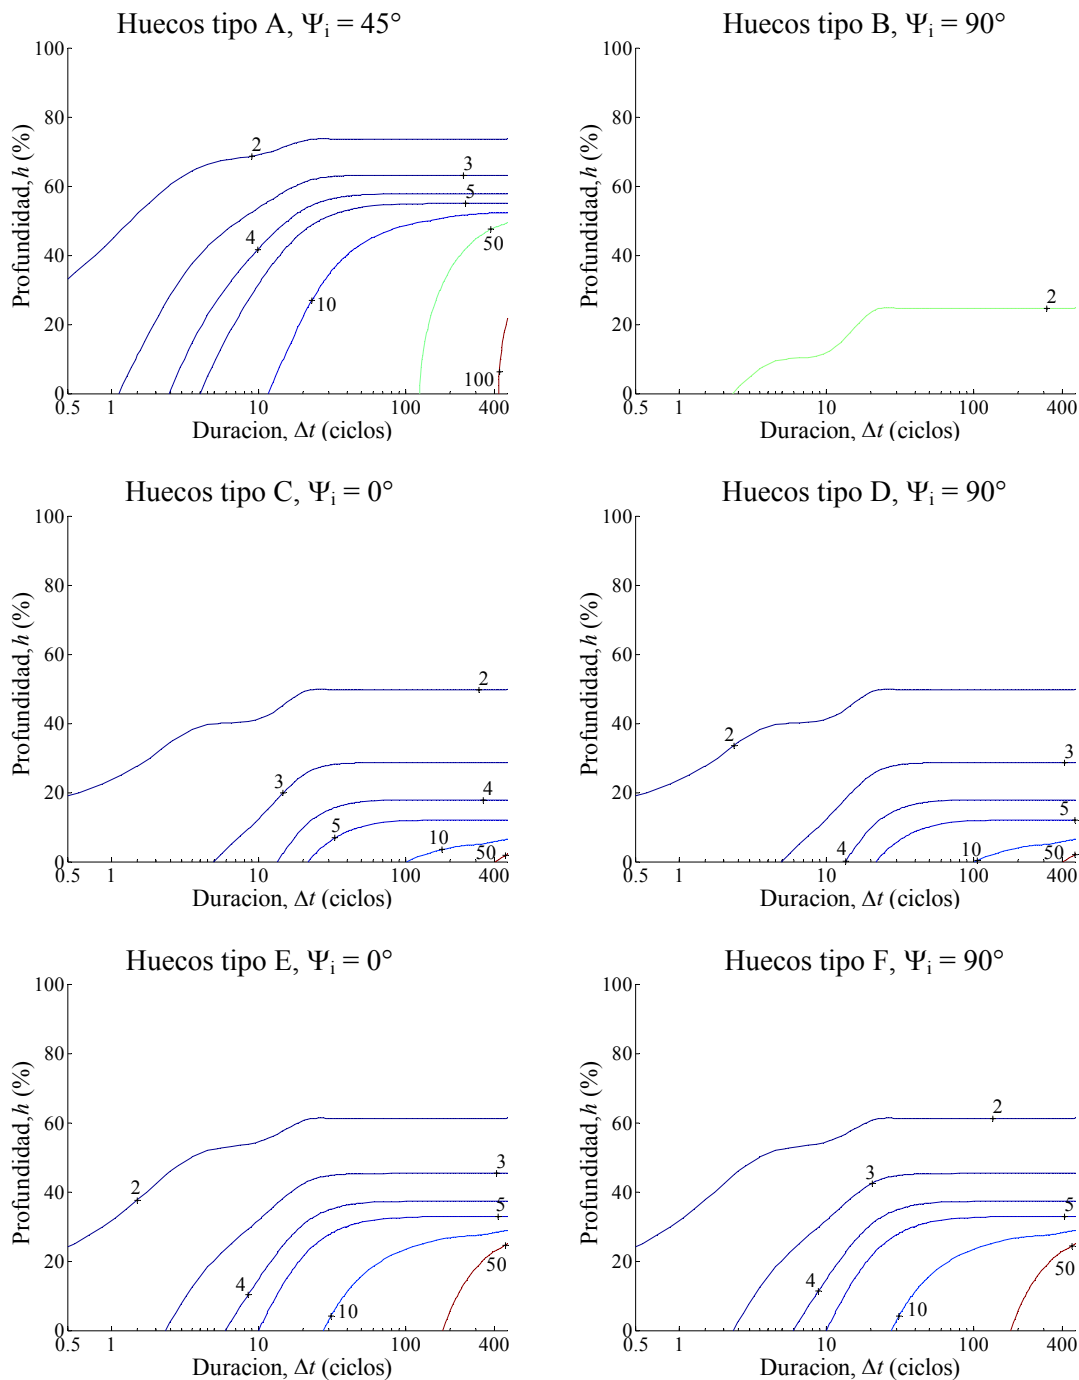 Huecos tipo A, Ψi = 45°
100
80
60
40
20
0
Profundidad, h (%)
2
3
5
4
10
50
100
0.5 1 10 100 400
Duracion, Δt (ciclos)
Huecos tipo B, Ψi = 90°
100
80
60
40
20
0
Profundidad, h (%)
2
0.5 1 10 100 400
Duracion, Δt (ciclos)
Huecos tipo C, Ψi = 0°
100
80
60
40
20
0
Profundidad, h (%)
2
3
4
5
10
50
0.5 1 10 100 400
Duracion, Δt (ciclos)
Huecos tipo D, Ψi = 90°
100
80
60
40
20
0
Profundidad, h (%)
2
3
5
4
10
50
0.5 1 10 100 400
Duracion, Δt (ciclos)
Huecos tipo E, Ψi = 0°
100
80
60
40
20
0
Profundidad, h (%)
2
3
5
4
10
50
0.5 1 10 100 400
Duracion, Δt (ciclos)
Huecos tipo F, Ψi = 90°
100
80
60
40
20
0
Profundidad, h (%)
2
3
5
4
10
50
0.5 1 10 100 400
Duracion, Δt (ciclos)